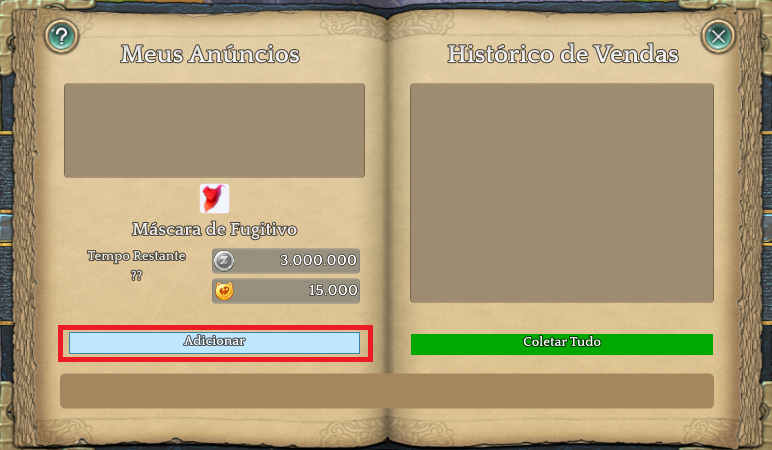 Meus Anúncios
Máscara de Fugitivo
Tempo Restante
??
3.000.000
15.000
Adicionar
Histórico de Vendas
Coletar Tudo